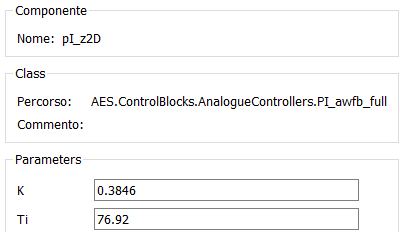 Componente
Nome: pI_z2D
Class
Percorso: AES.ControlBlocks.AnalogueControllers.PI_awfb_full
Commento:
Parameters
K 0.3846
Ti 76.92